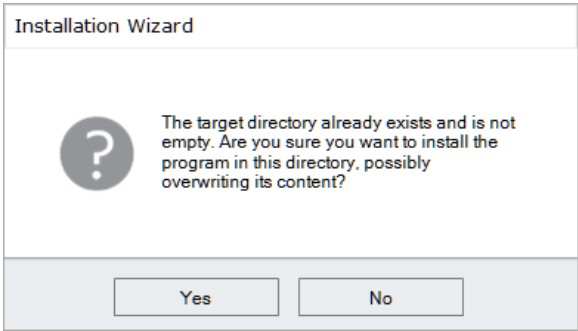 Installation Wizard
?
The target directory already exists and is not
empty. Are you sure you want to install the
program in this directory, possibly
overwriting its content?
Yes
No